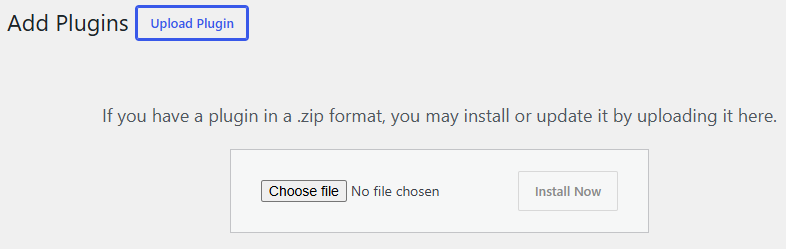 Add Plugins Upload Plugin
If you have a plugin in a .zip format, you may install or update it by uploading it here.
Choose file No file chosen Install Now